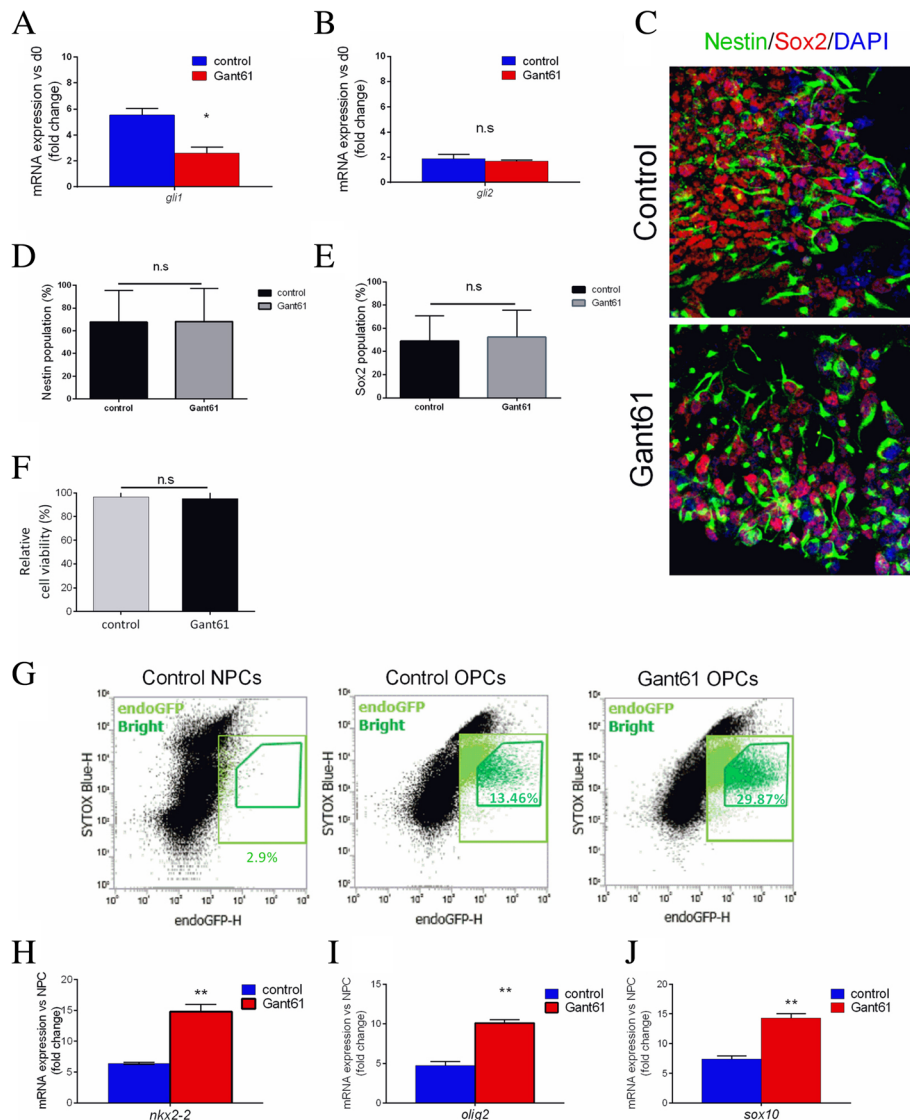 A
mRNA expression vs d0
(fold change)
10
8
6
4
2
0
control
Gant61
*
gli1
B
mRNA expression vs d0
(fold change)
10
8
6
4
2
0
control
Gant61
n.s
gli2
C
Nestin/Sox2/DAPI
Control
Gant61
D
Nestin population (%)
100
80
60
40
20
0
n.s
control
Gant61
control
Gant61
E
Sox2 population (%)
100
80
60
40
20
0
n.s
control
Gant61
control
Gant61
F
Relative
cell viability (%)
100
80
60
40
20
0
n.s
control
Gant61
G
Control NPCs
endoGFP
Bright
SYTOX Blue-H
2.9%
endoGFP-H
Control OPCs
endoGFP
Bright
SYTOX Blue-H
13.46%
endoGFP-H
Gant61 OPCs
endoGFP
Bright
SYTOX Blue-H
29.87%
endoGFP-H
H
mRNA expression vs NPC
(fold change)
20
15
10
5
0
**
control
Gant61
nkx2-2
I
mRNA expression vs NPC
(fold change)
15
10
5
0
**
control
Gant61
olig2
J
mRNA expression vs NPC
(fold change)
20
15
10
5
0
**
control
Gant61
sox10